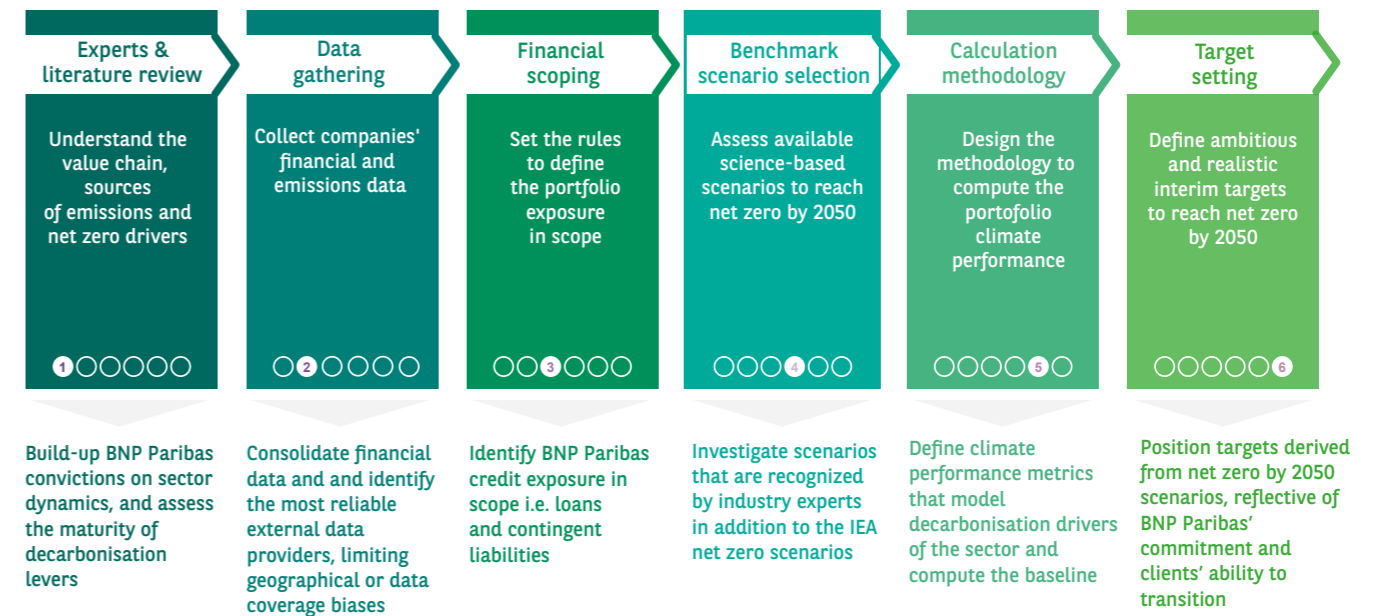 Experts &
literature review
Understand the
value chain,
sources
of emissions and
net zero drivers
1
Build-up BNP Paribas
convictions on sector
dynamics, and assess
the maturity of
decarbonisation
levers
Data
gathering
Collect companies'
financial and
emissions data
2
Consolidate financial
data and and identify
the most reliable
external data
providers, limiting
geographical or data
coverage biases
Financial
scoping
Set the rules
to define
the portfolio
exposure
in scope
3
Identify BNP Paribas
credit exposure in
scope i.e. loans
and contingent
liabilities
Benchmark
scenario selection
Assess available
science-based
scenarios to reach
net zero by 2050
4
Investigate scenarios
that are recognized
by industry experts
in addition to the IEA
net zero scenarios
Calculation
methodology
Design the
methodology to
compute the
portofolio
climate
performance
5
Define climate
performance metrics
that model
decarbonisation drivers
of the sector and
compute the baseline
Target
setting
Define ambitious
and realistic
interim targets
to reach net zero
by 2050
6
Position targets derived
from net zero by 2050
scenarios, reflective of
BNP Paribas’
commitment and
clients’ ability to
transition